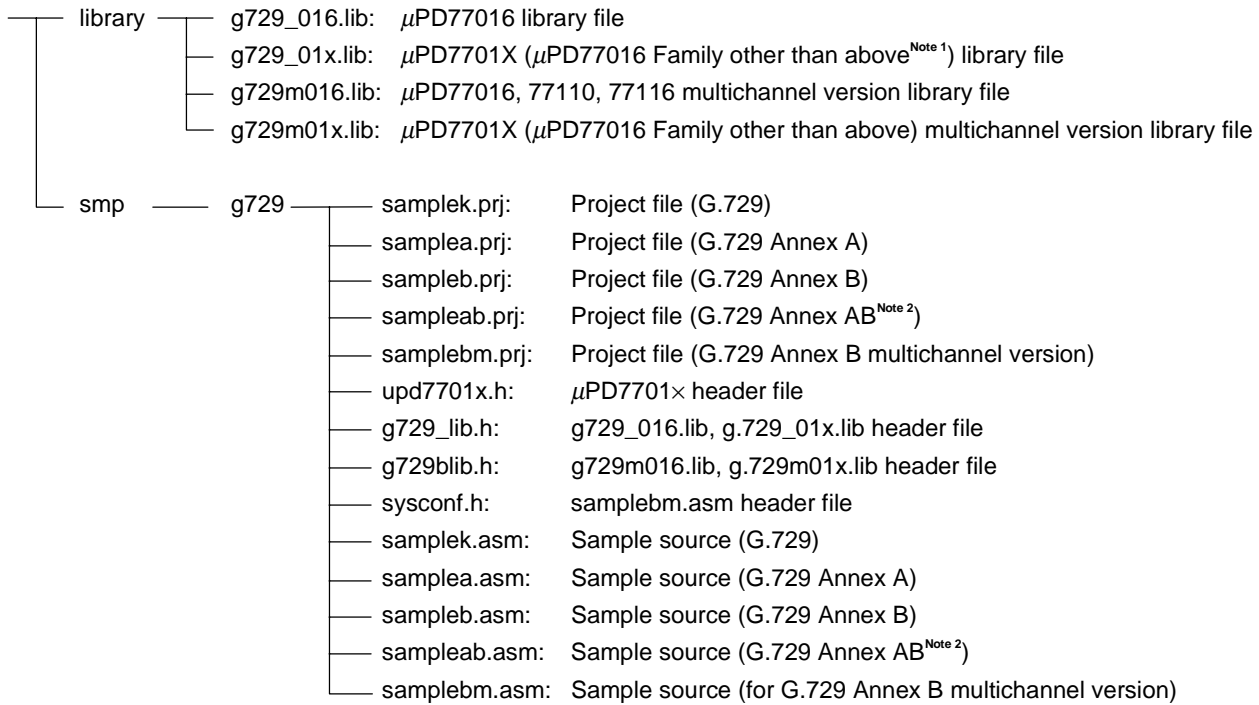 library g729_016.lib: μPD77016 library file
g729_01x.lib: μPD7701X (μPD77016 Family other than above Note 1) library file
g729m016.lib: μPD77016, 77110, 77116 multichannel version library file
g729m01x.lib: μPD7701X (μPD77016 Family other than above) multichannel version library file
smp g729 samplek.prj: Project file (G.729)
samplea.prj: Project file (G.729 Annex A)
sampleb.prj: Project file (G.729 Annex B)
sampleab.prj: Project file (G.729 Annex AB Note 2)
samplebm.prj: Project file (G.729 Annex B multichannel version)
upd7701x.h: μPD7701× header file
g729_lib.h: g729_016.lib, g.729_01x.lib header file
g729blib.h: g729m016.lib, g.729m01x.lib header file
sysconf.h: samplebm.asm header file
samplek.asm: Sample source (G.729)
samplea.asm: Sample source (G.729 Annex A)
sampleb.asm: Sample source (G.729 Annex B)
sampleab.asm: Sample source (G.729 Annex AB Note 2)
samplebm.asm: Sample source (for G.729 Annex B multichannel version)